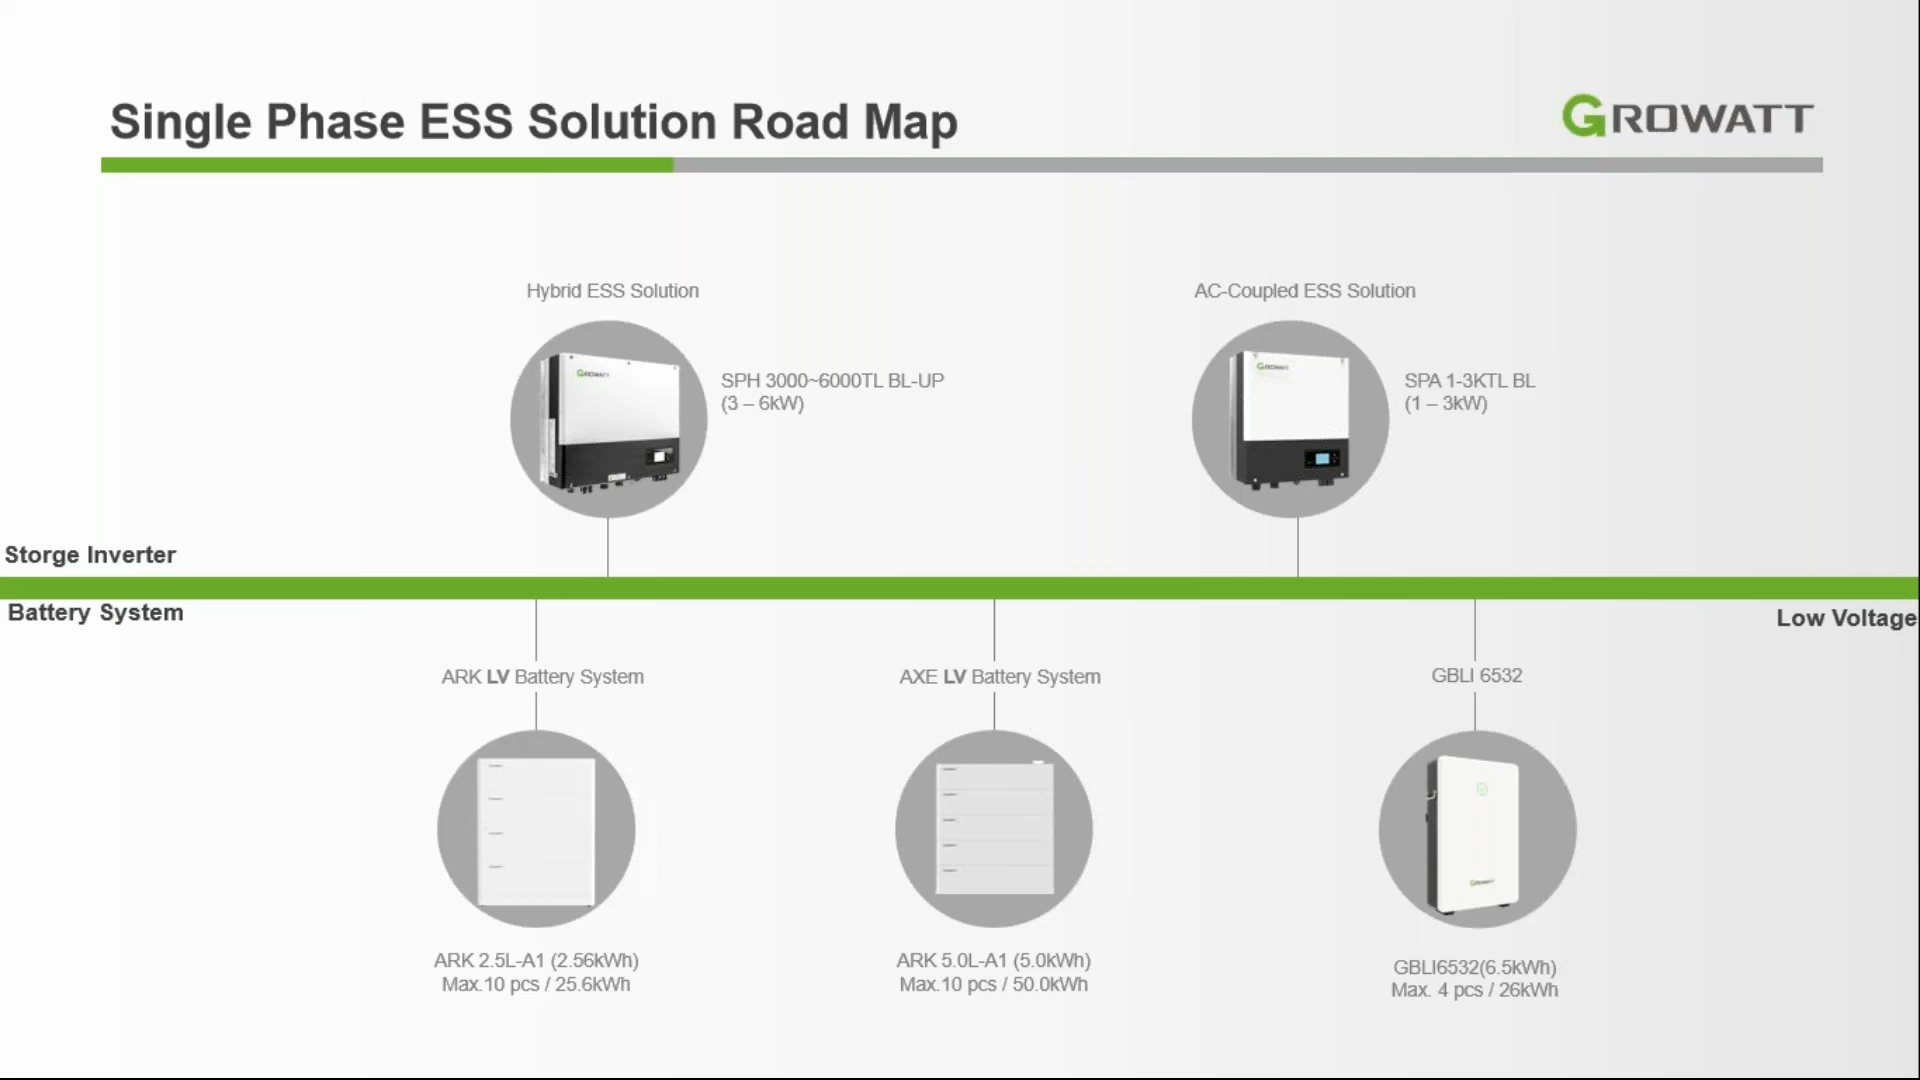 Single Phase ESS Solution Road Map
GROWATT
Hybrid ESS Solution
AC-Coupled ESS Solution
GROWATT
SPH 3000~6000TL BL-UP
(3 – 6kW)
GROWATT
SPA 1-3KTL BL
(1 – 3kW)
Storge Inverter
Battery System
Low Voltage
ARK LV Battery System
AXE LV Battery System
GBLI 6532
GROWATT
ARK 2.5L-A1 (2.56kWh)
Max.10 pcs / 25.6kWh
ARK 5.0L-A1 (5.0kWh)
Max.10 pcs / 50.0kWh
GBLI6532(6.5kWh)
Max. 4 pcs / 26kWh